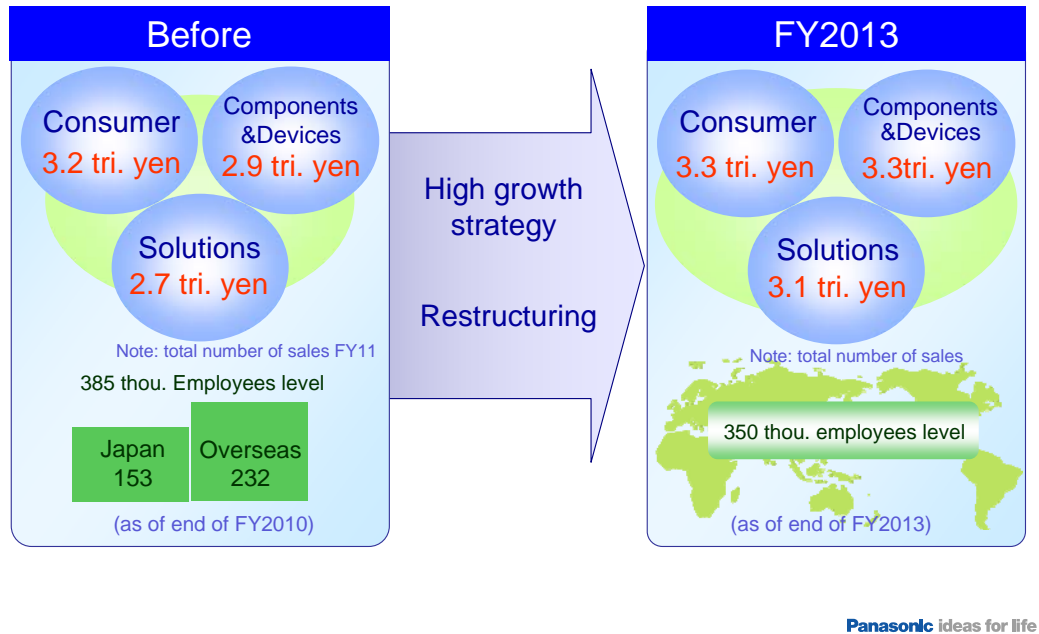 Before
Consumer
3.2 tri. yen
Components
&Devices
2.9 tri. yen
Solutions
2.7 tri. yen
Note: total number of sales FY11
385 thou. Employees level
Japan
153
Overseas
232
(as of end of FY2010)
High growth
strategy
Restructuring
FY2013
Consumer
3.3 tri. yen
Components
&Devices
3.3tri. yen
Solutions
3.1 tri. yen
Note: total number of sales
350 thou. employees level
(as of end of FY2013)
Panasonic ideas for life